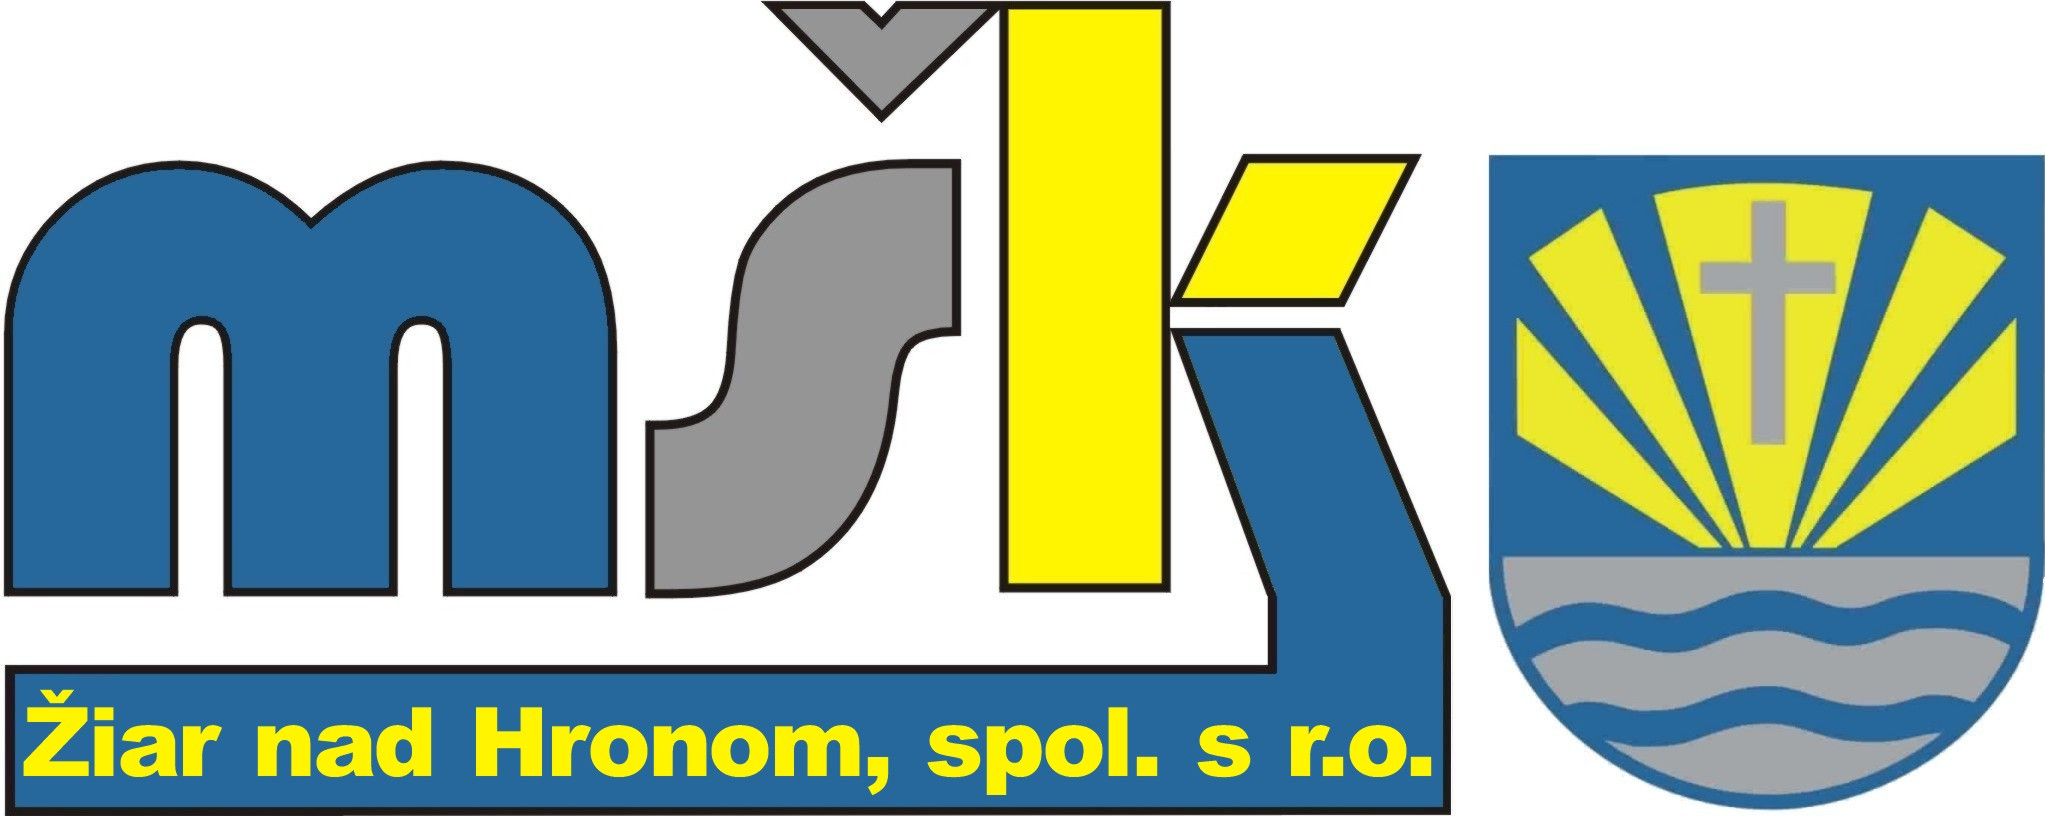 mšk
Žiar nad Hronom, spol. s r.o.